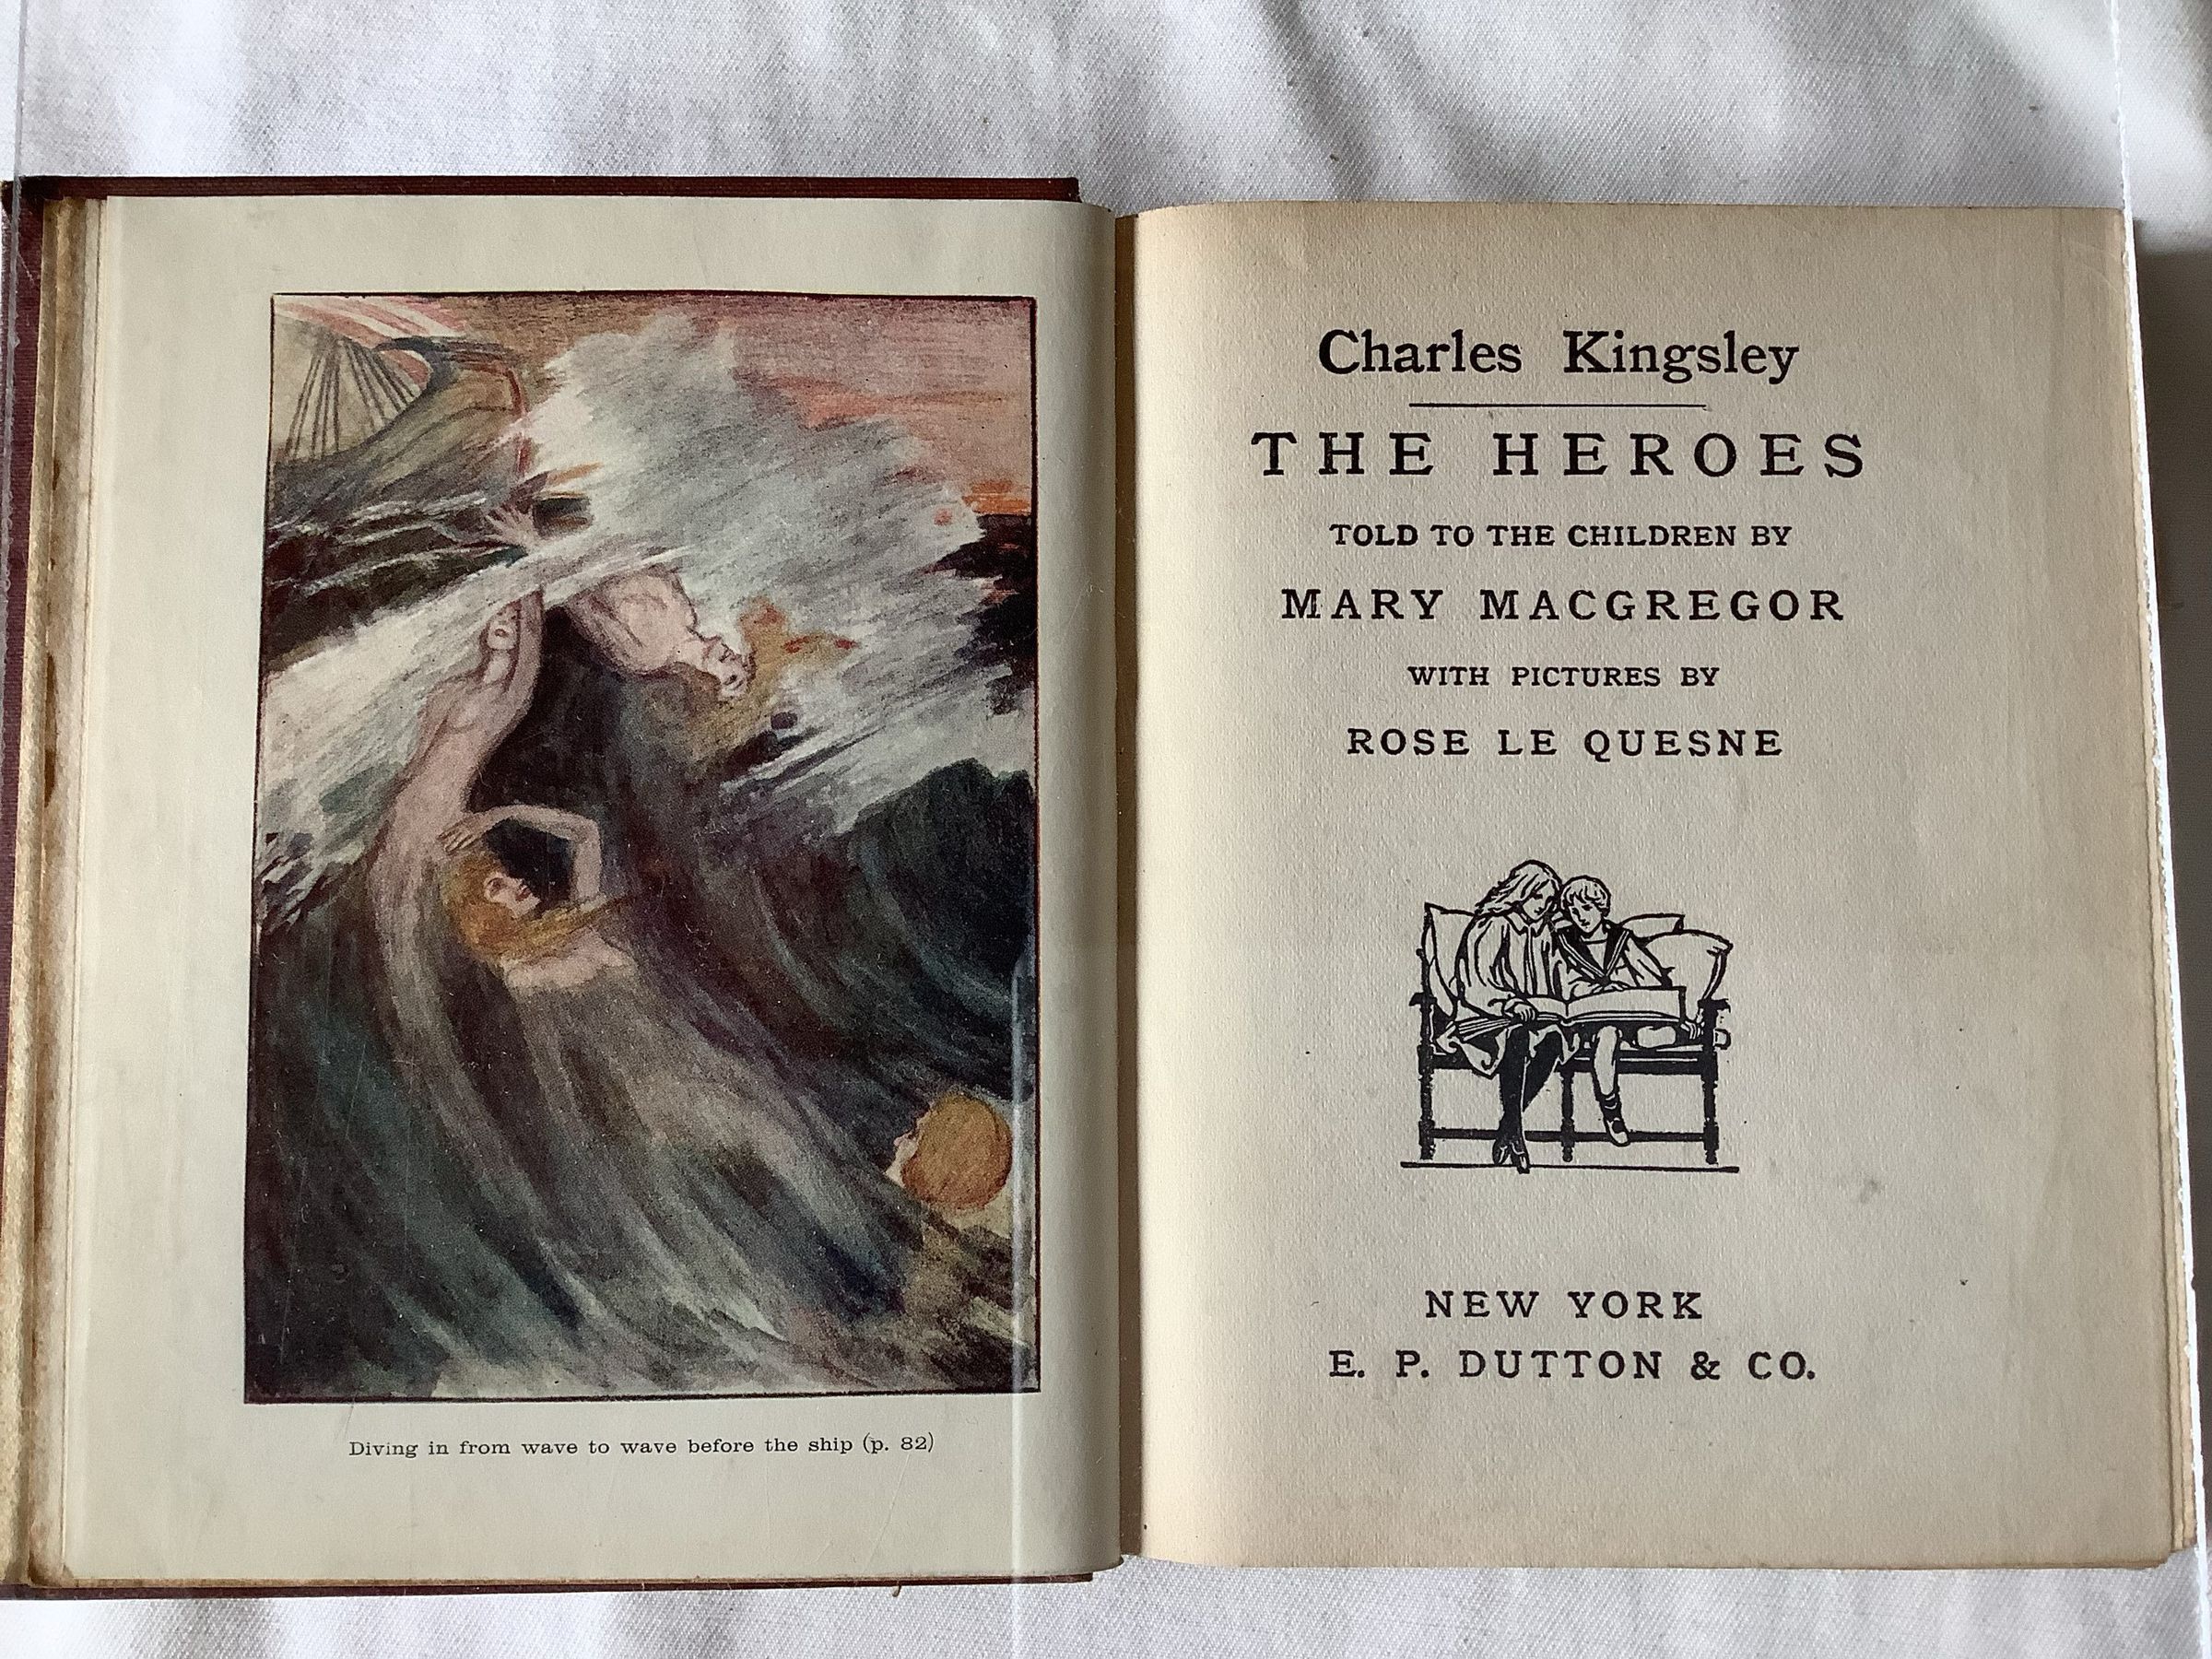 Diving in from wave to wave before the ship (p. 82)
Charles Kingsley
THE HEROES
TOLD TO THE CHILDREN BY
MARY MACGREGOR
WITH PICTURES BY
ROSE LE QUESNE
NEW YORK
E. P. DUTTON & CO.